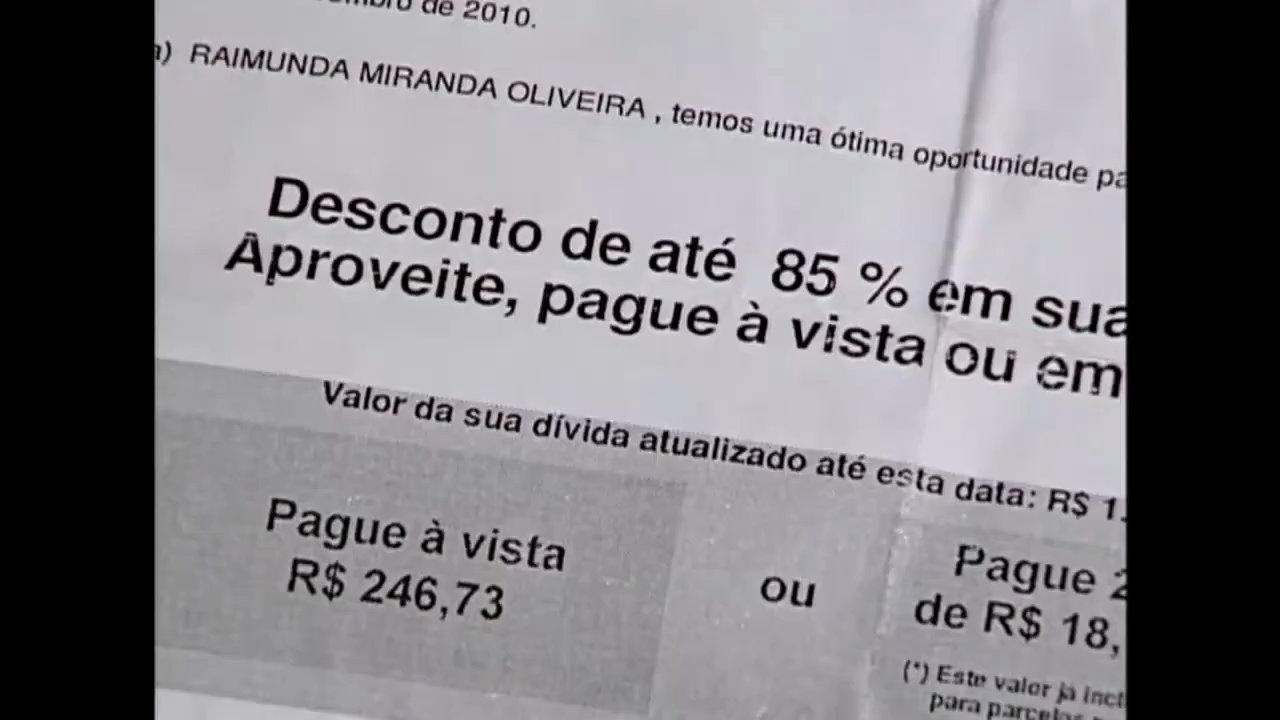 de 2010.
RAIMUNDA MIRANDA OLIVEIRA , temos uma ótima oportunidade
Desconto de até 85 % em sua
Aproveite, pague à vista ou em
Valor da sua dívida atualizado até esta data: R$ 1.
Pague à vista
R$ 246,73
ou
Pague 2
de R$ 18,
(*) Este valor já
para